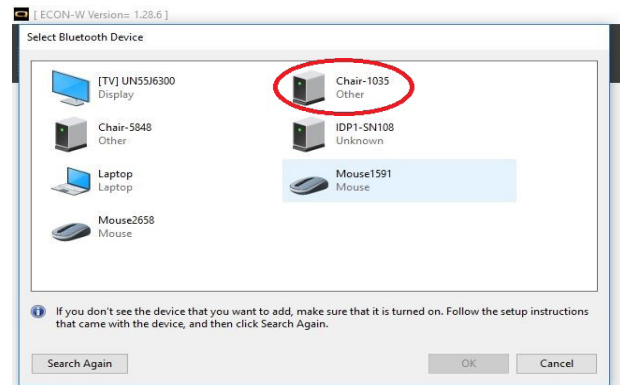 [ ECON-W Version= 1.28.6 ]
Select Bluetooth Device
[TV] UN55J6300
Display
Chair-1035
Other
Chair-5848
Other
IDP1-SN108
Unknown
Laptop
Laptop
Mouse1591
Mouse
Mouse2658
Mouse
If you don't see the device that you want to add, make sure that it is turned on. Follow the setup instructions
that came with the device, and then click Search Again.
Search Again
OK
Cancel